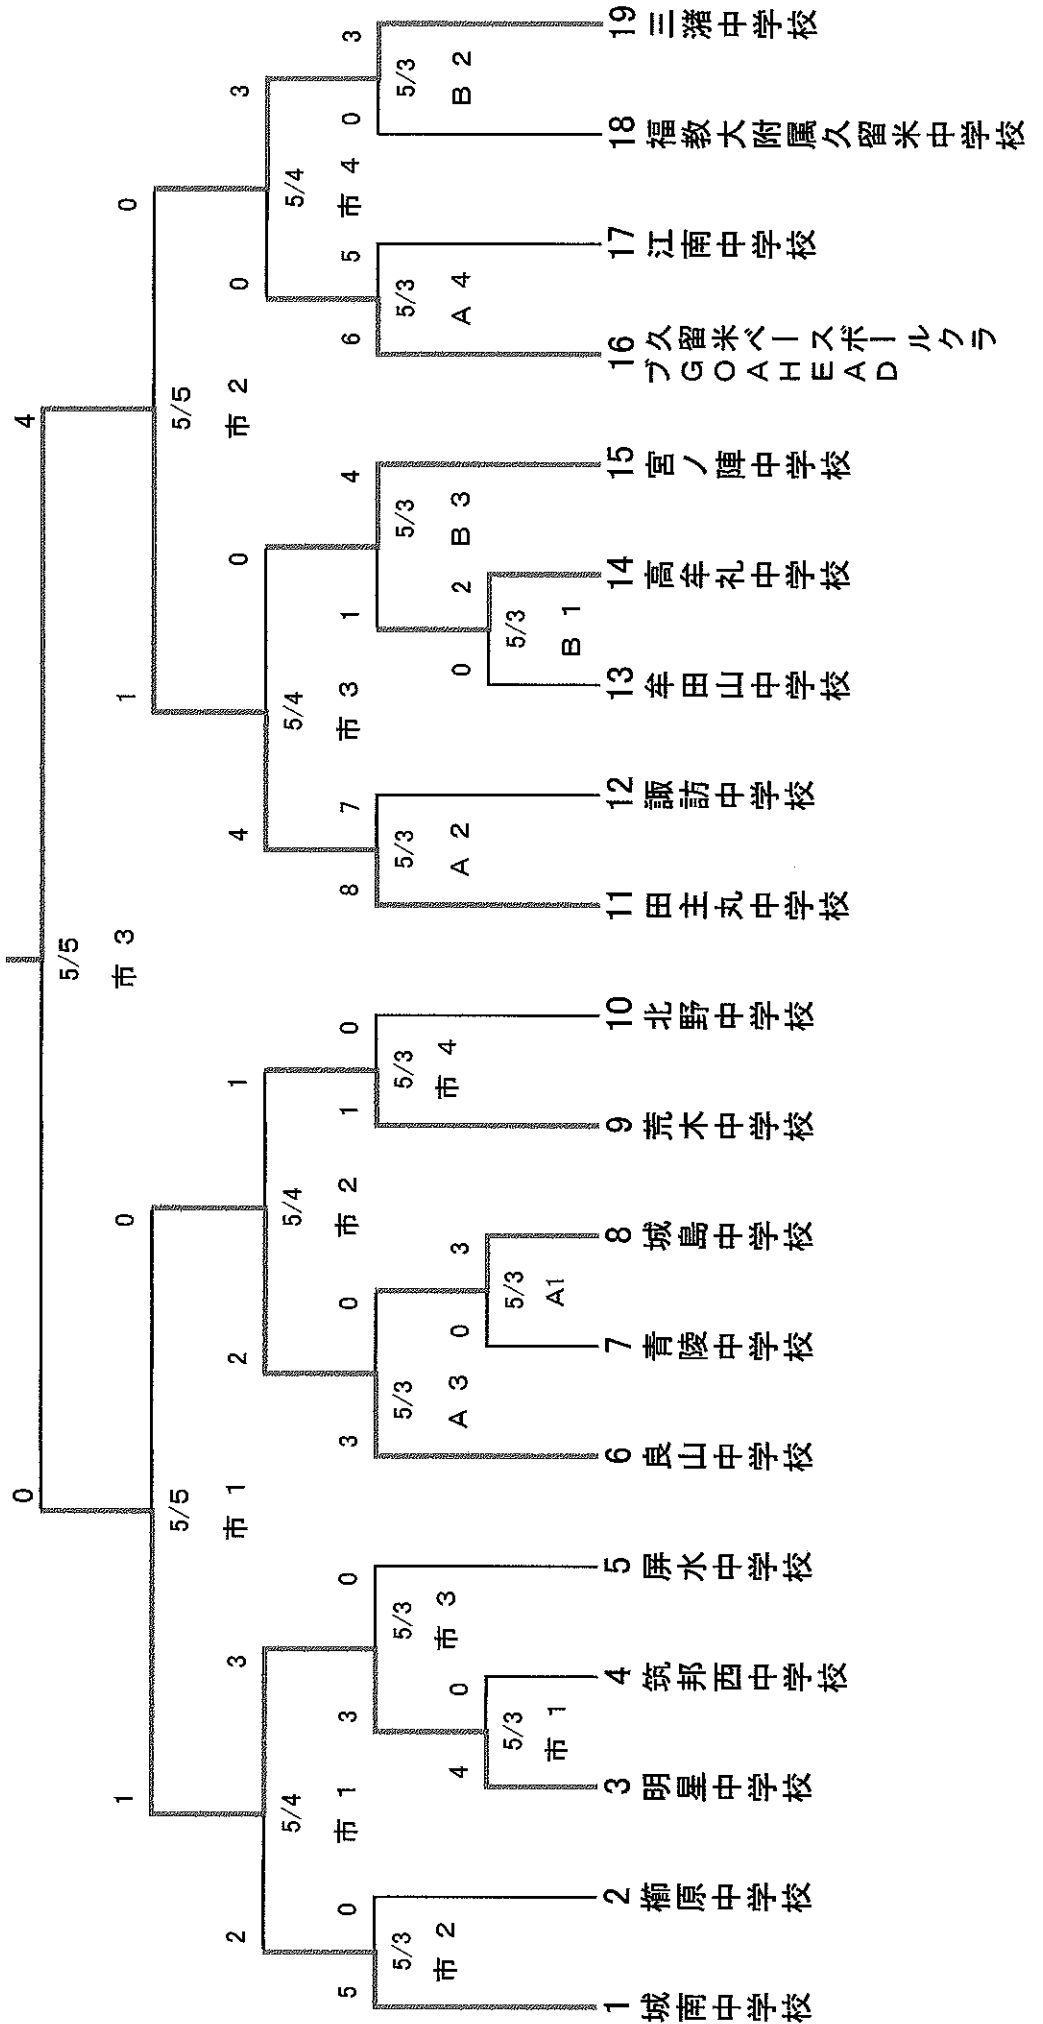 0 4
5/5
市 3
1 0 1 0
5/5 5/5
市 1 市 2
2 3 2 1 4 0 0 3
5/4 5/4 5/4 5/4
市 1 市 2 市 3 市 4
5 0 3 0 3 0 1 0 8 7 1 4 6 5 0 3
5/3 5/3 5/3 5/3 5/3 5/3 5/3 5/3
市 2 市 3 A 3 市 4 A 2 B 3 A 4 B 2
4 0 0 3 0 2
5/3 5/3 5/3
市 1 A1 B 1
1 城南中学校
2 櫛原中学校
3 明星中学校
4 筑邦西中学校
5 屏水中学校
6 良山中学校
7 青陵中学校
8 城島中学校
9 荒木中学校
10 北野中学校
11 田主丸中学校
12 諏訪中学校
13 牟田山中学校
14 高牟礼中学校
15 宮ノ陣中学校
16 久留米ベースボールクラ
ブGOAHEAD
17 江南中学校
18 福教大附属久留米中学校
19 三潴中学校